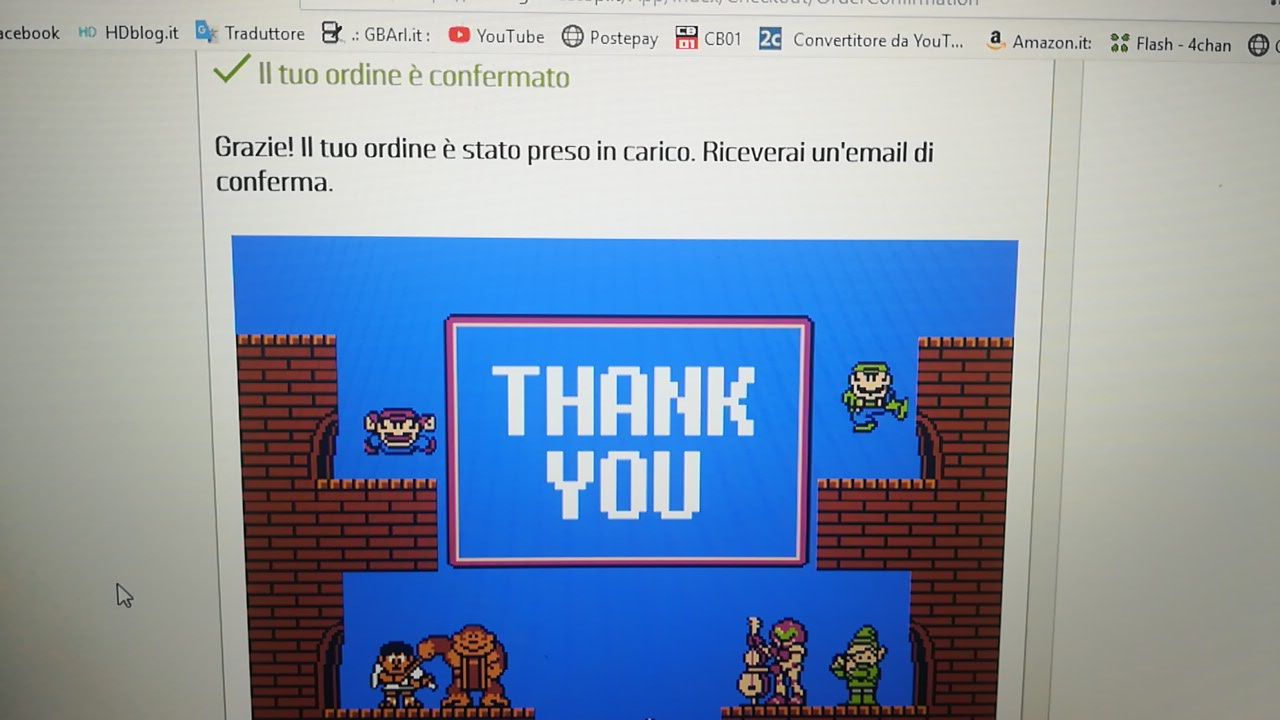 acebook HDblog.it Traduttore .: GBArl.it : YouTube Postepay CB01 Convertitore da YouT... Amazon.it: Flash - 4chan
Il tuo ordine è confermato
Grazie! Il tuo ordine è stato preso in carico. Riceverai un'email di
conferma.
THANK
YOU